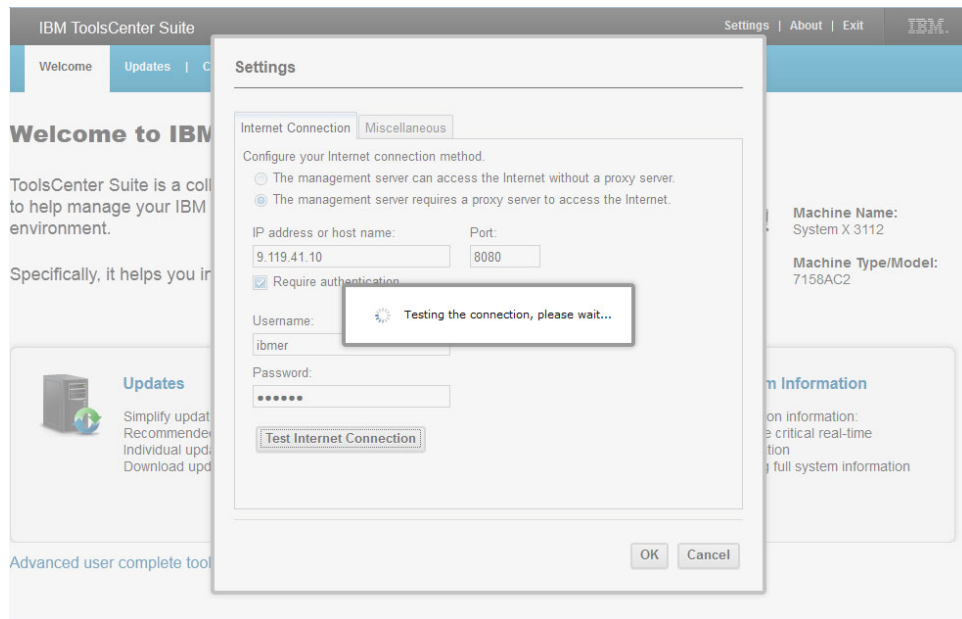 IBM ToolsCenter Suite
Settings | About | Exit
IBM.
Welcome
Updates | C
Settings
Internet Connection
Miscellaneous
Configure your Internet connection method.
The management server can access the Internet without a proxy server.
The management server requires a proxy server to access the Internet.
IP address or host name:
Port:
9.119.41.10
8080
Require authentication
Testing the connection, please wait...
Username:
ibmer
Password:
●●●●●●
Test Internet Connection
OK
Cancel
Welcome to IBM
ToolsCenter Suite is a coll
to help manage your IBM
environment.
Specifically, it helps you in
!
Machine Name:
System X 3112
Machine Type/Model:
7158AC2
Updates
Simplify updat
Recommended
Individual upda
Download upd
m Information
on information:
e critical real-time
tion
g full system information
Advanced user complete tool